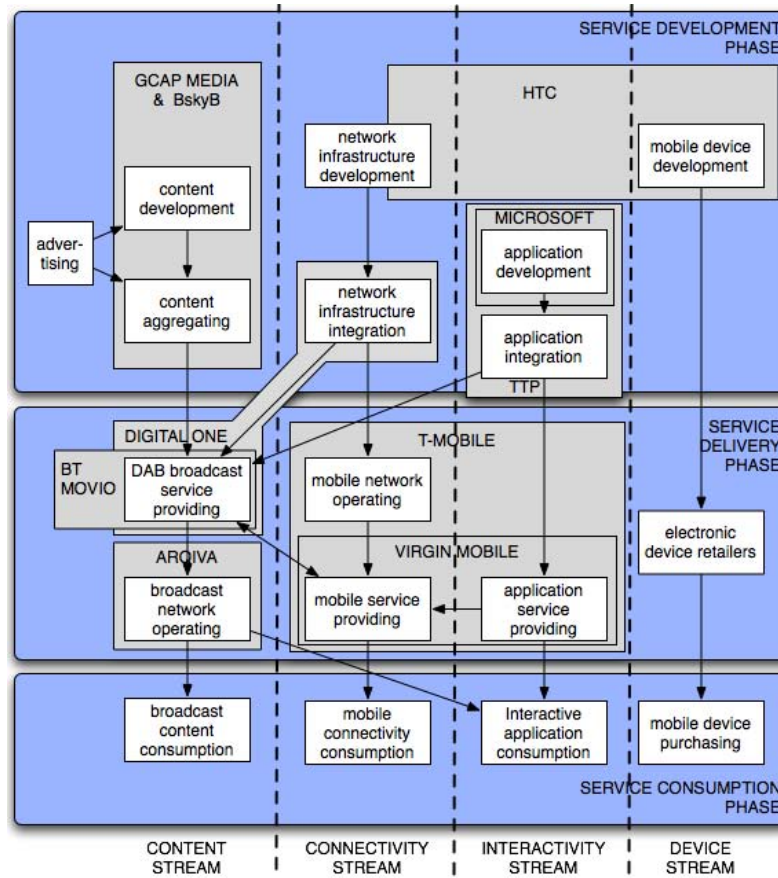 SERVICE DEVELOPMENT
PHASE
GCAP MEDIA
& BskyB
HTC
network
infrastructure
development
mobile device
development
content
development
MICROSOFT
application
development
adver-
tising
content
aggregating
network
infrastructure
integration
application
integration
TTP
SERVICE
DELIVERY
PHASE
DIGITAL ONE
T-MOBILE
BT
MOVIO
DAB broadcast
service
providing
mobile network
operating
electronic
device retailers
ARQIVA
VIRGIN MOBILE
broadcast
network
operating
mobile service
providing
application
service
providing
broadcast
content
consumption
mobile
connectivity
consumption
Interactive
application
consumption
mobile device
purchasing
SERVICE CONSUMPTION
PHASE
CONTENT
STREAM
CONNECTIVITY
STREAM
INTERACTIVITY
STREAM
DEVICE
STREAM